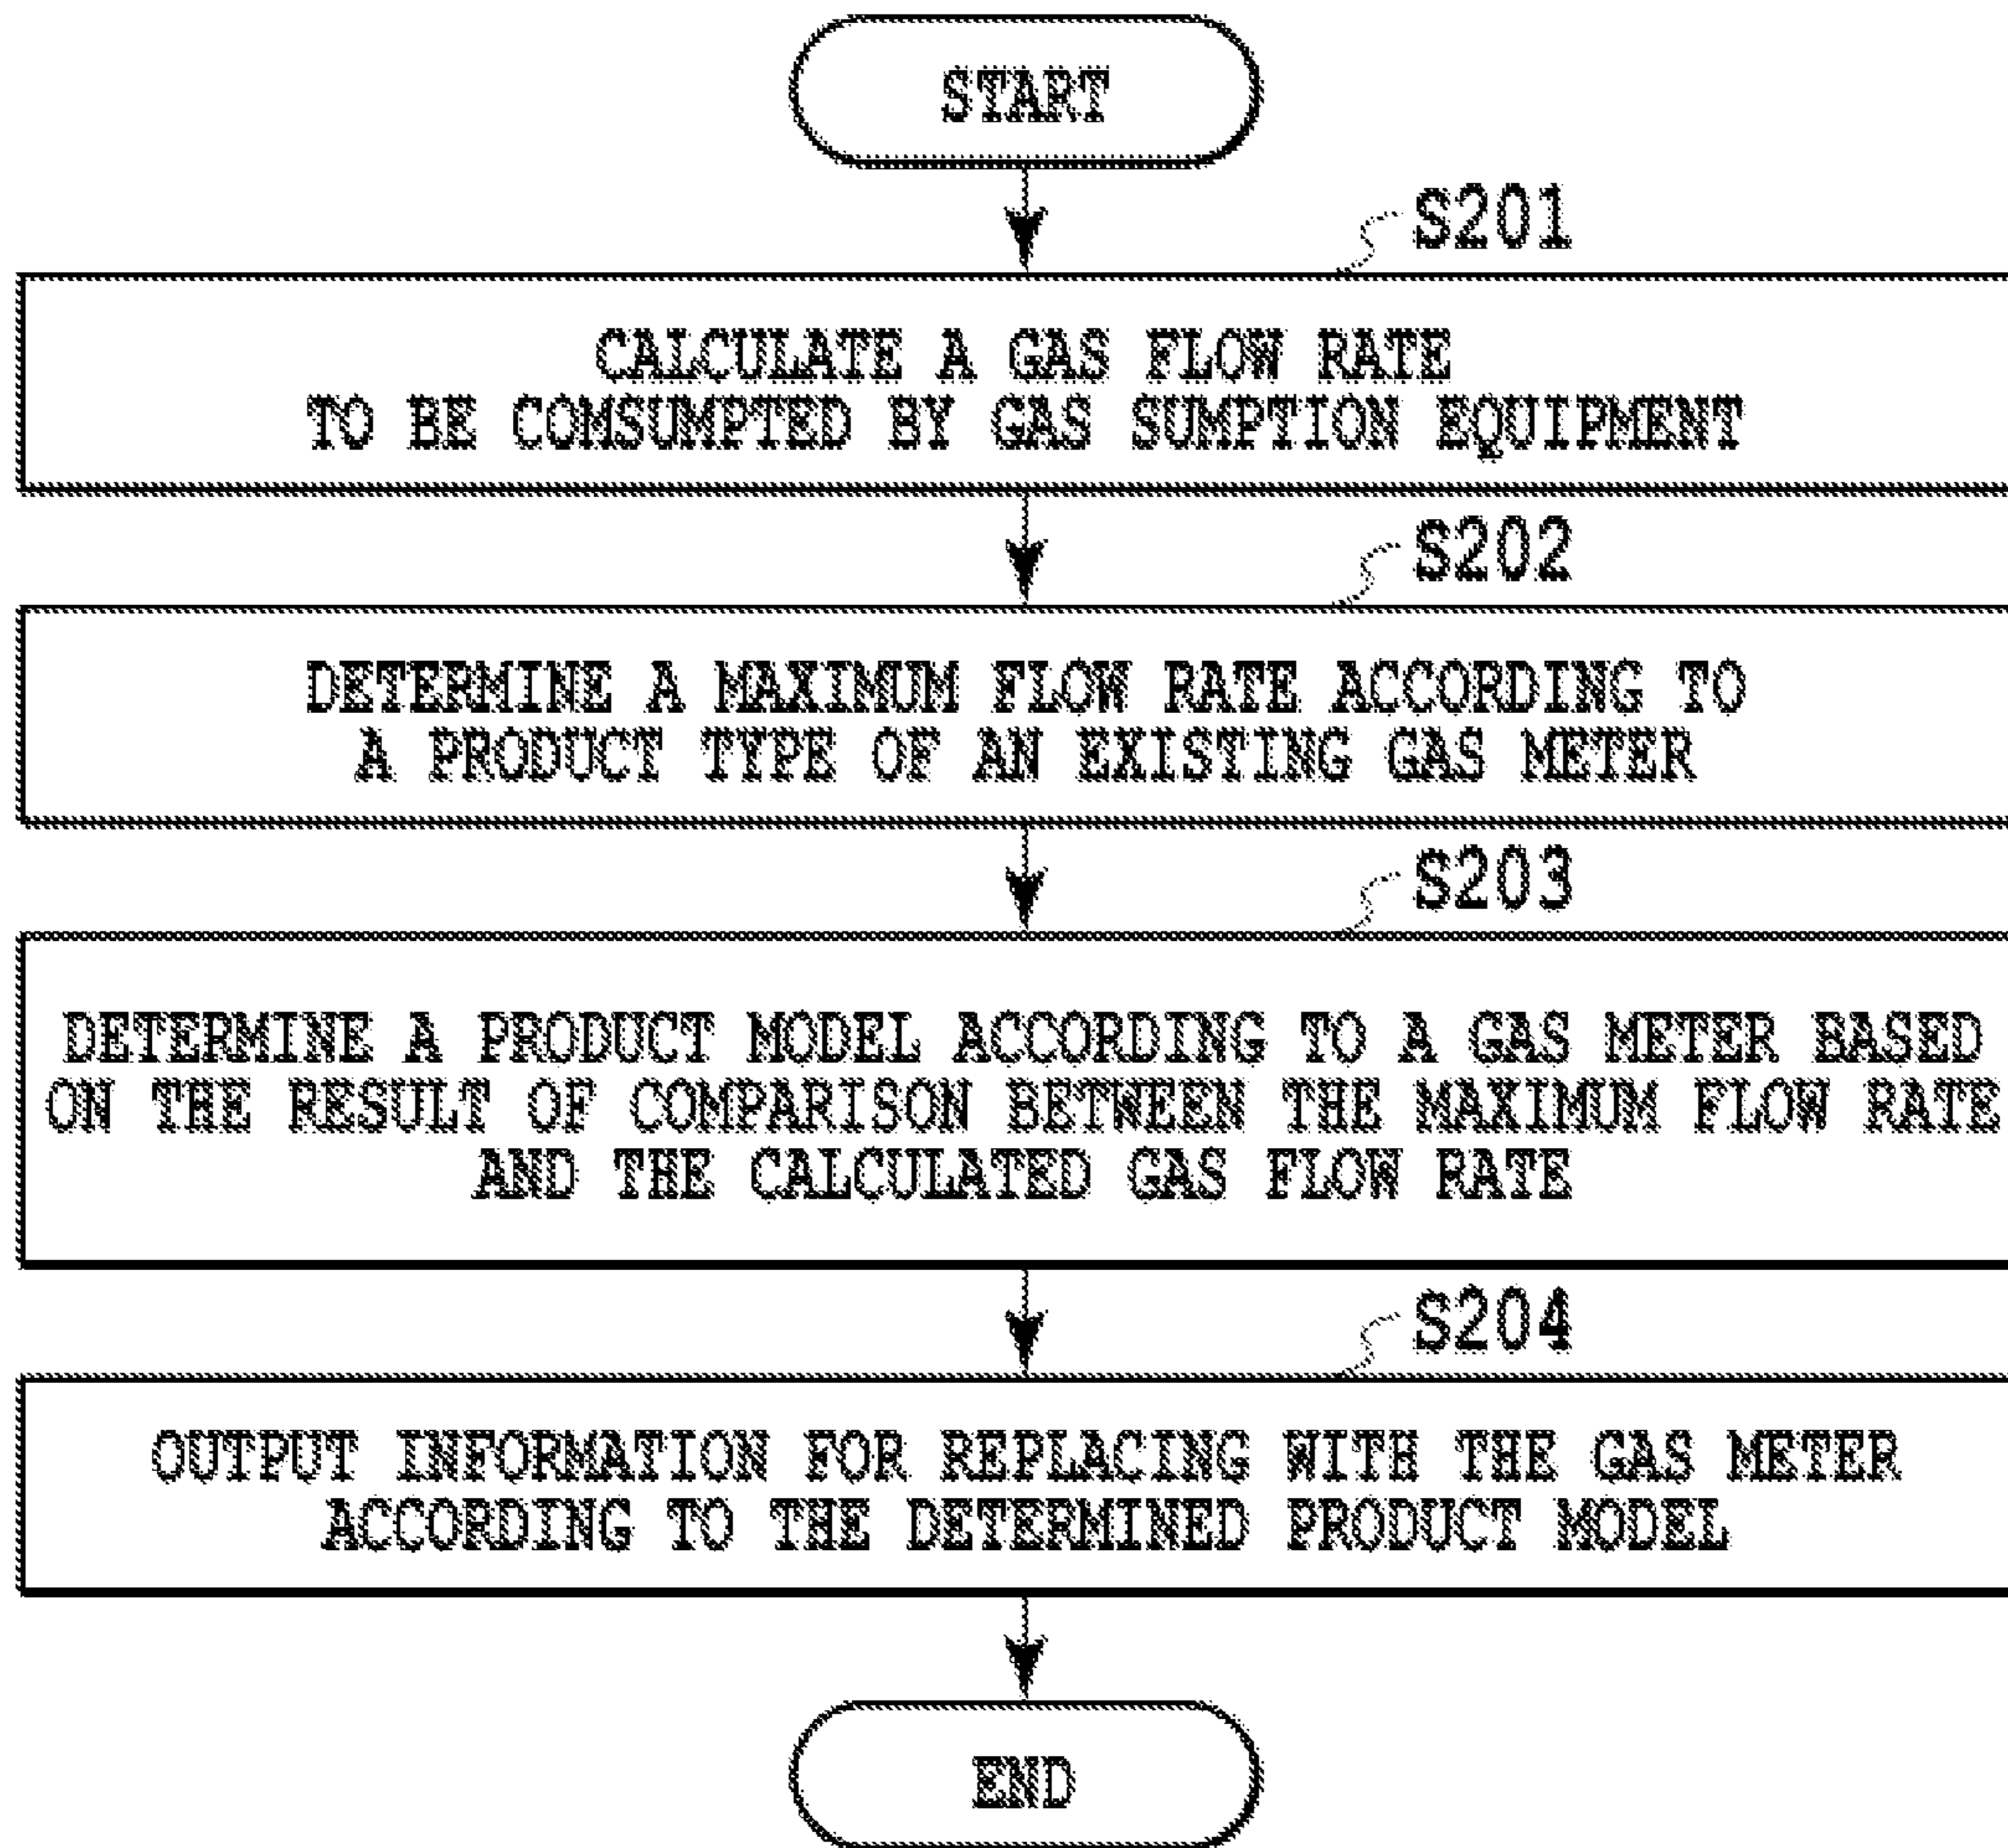 START
S201
CALCULATE A GAS FLOW RATE
TO BE COMSUMPTED BY GAS SUMPTION EQUIPMENT
S202
DETERMINE A MAXIMUM FLOW RATE ACCORDING TO
A PRODUCT TYPE OF AN EXISTING GAS METER
S203
DETERMINE A PRODUCT MODEL ACCORDING TO A GAS METER BASED
ON THE RESULT OF COMPARISON BETWEEN THE MAXIMUM FLOW RATE
AND THE CALCULATED GAS FLOW RATE
S204
OUTPUT INFORMATION FOR REPLACING WITH THE GAS METER
ACCORDING TO THE DETERMINED PRODUCT MODEL
END